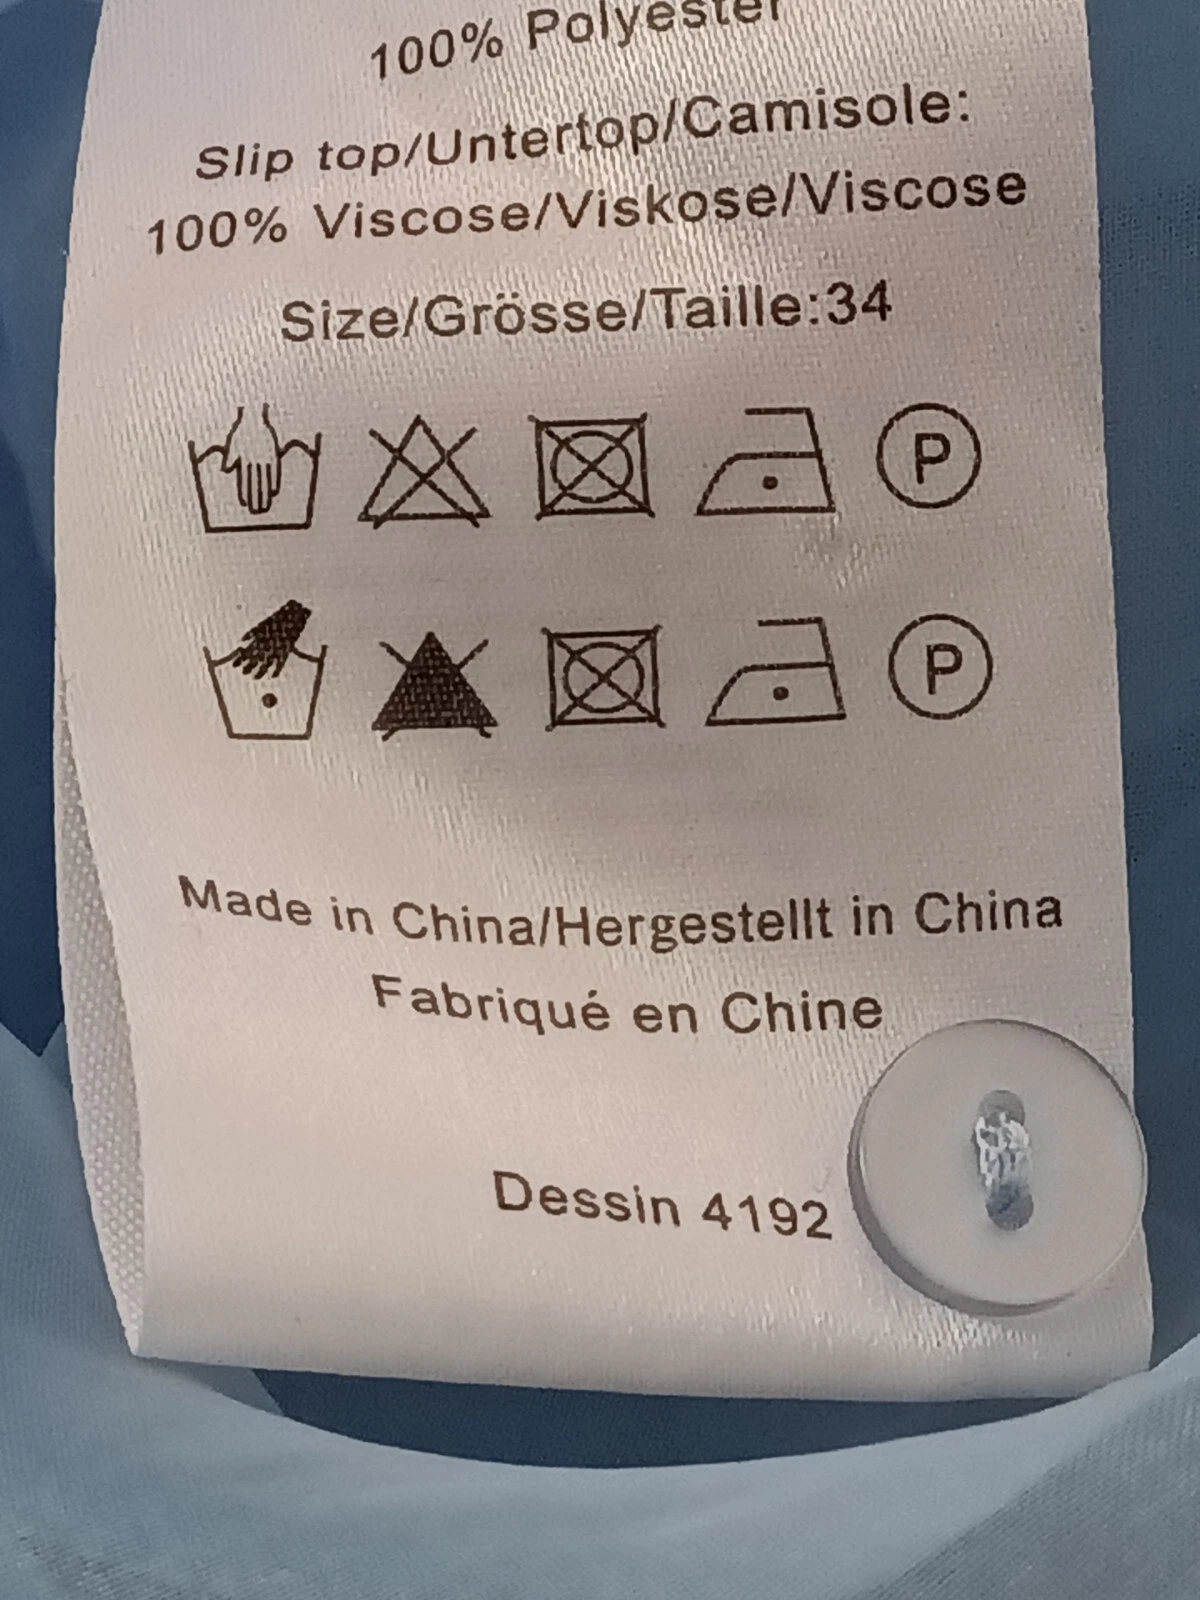 100% Polyester
Slip top/Untertop/Camisole:
100% Viscose/Viskose/Viscose
Size/Grösse/Taille:34
P
P
Made in China/Hergestellt in China
Fabriqué en Chine
Dessin 4192